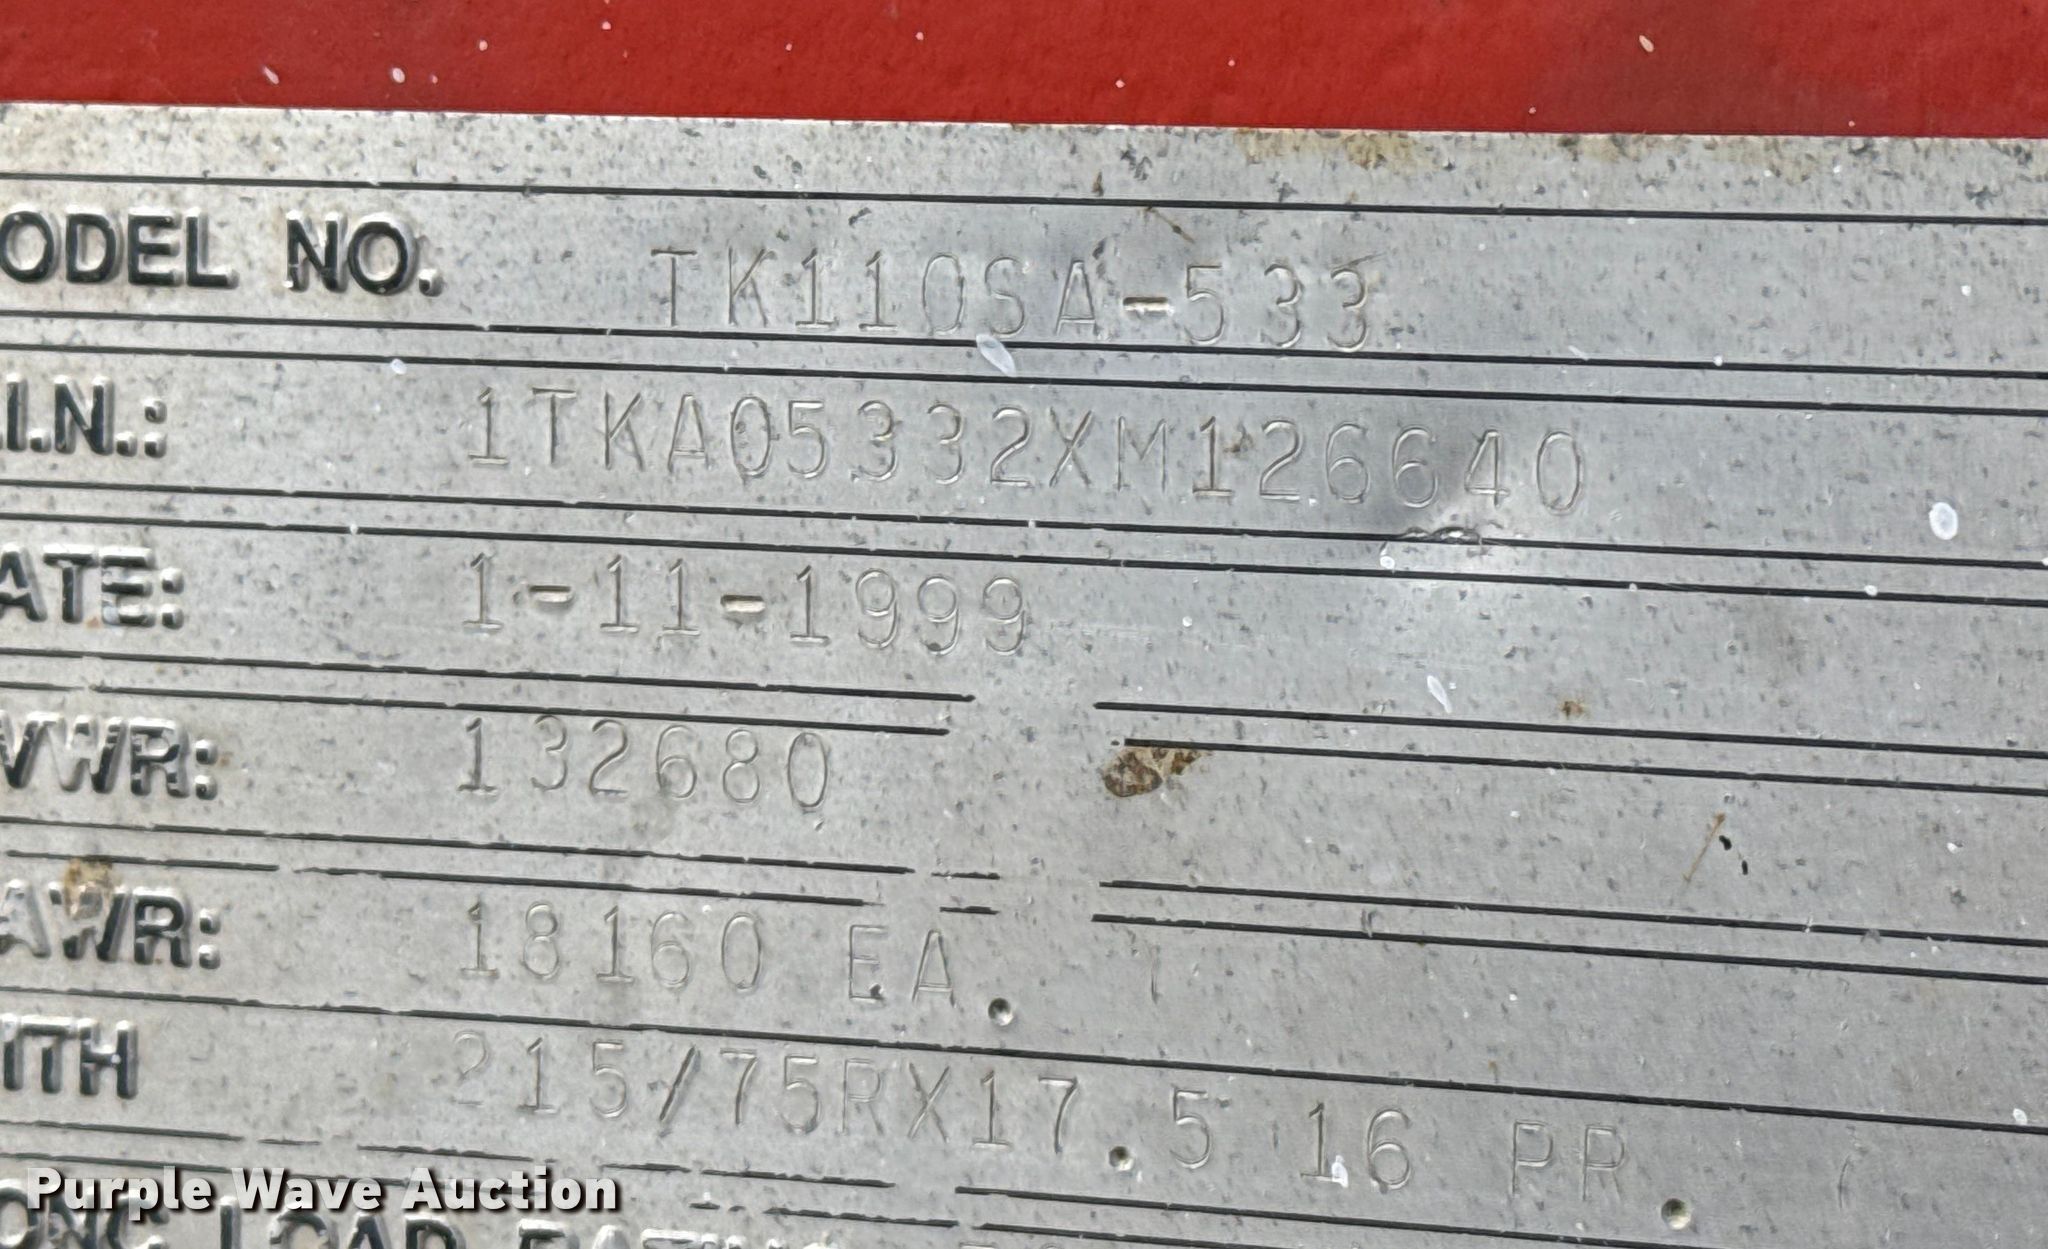 ODEL NO. TK110SA-533
.I.N.: 1TKA05332XM126640
ATE: 1-11-1999
VWR: 132680
AWR: 18160 EA.
ITH 215/75RX17.5 16 PR.
Purple Wave Auction
LOAD